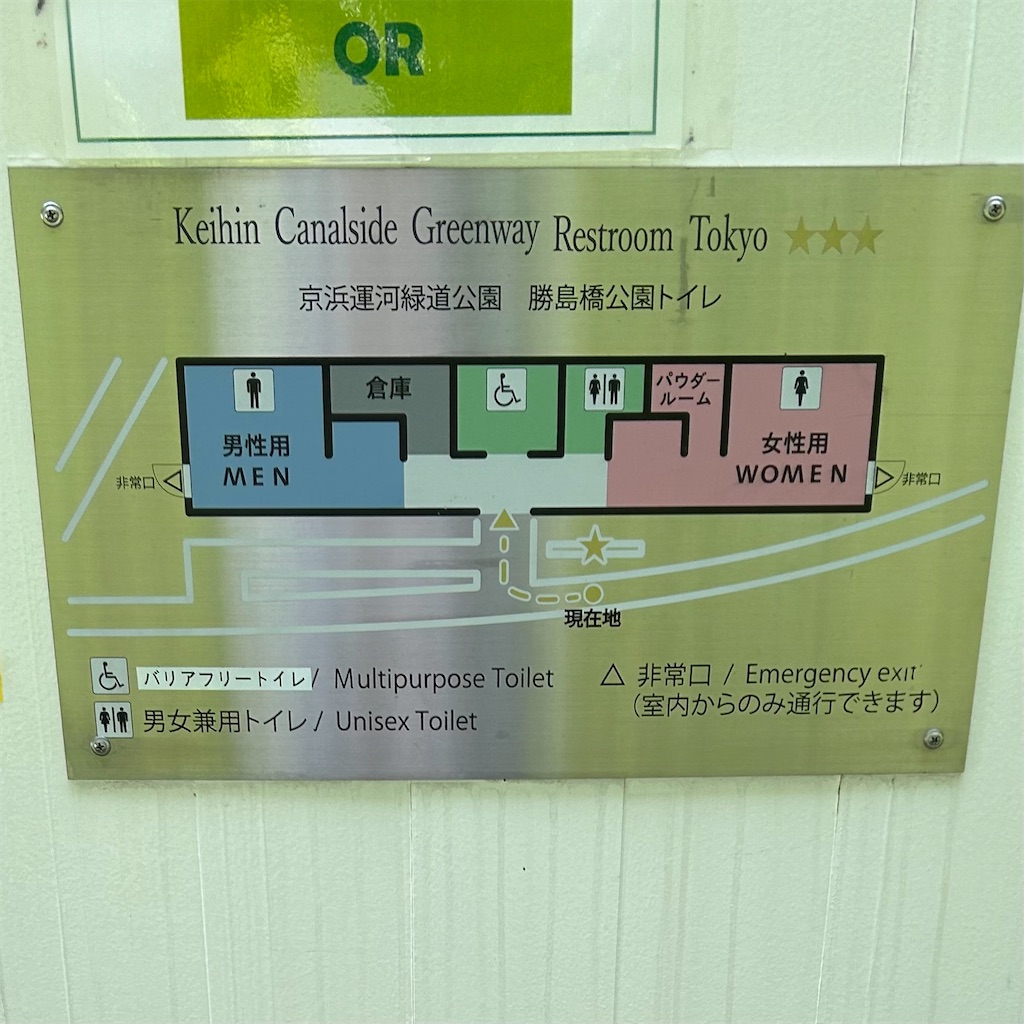 QR
Keihin Canalside Greenway Restroom Tokyo ★★★
京浜運河緑道公園 勝島橋公園トイレ
男性用
MEN
倉庫
パウダー
ルーム
女性用
WOMEN
非常口
非常口
現在地
バリアフリートイレ / Multipurpose Toilet
男女兼用トイレ / Unisex Toilet
△ 非常口 / Emergency exit
(室内からのみ通行できます)